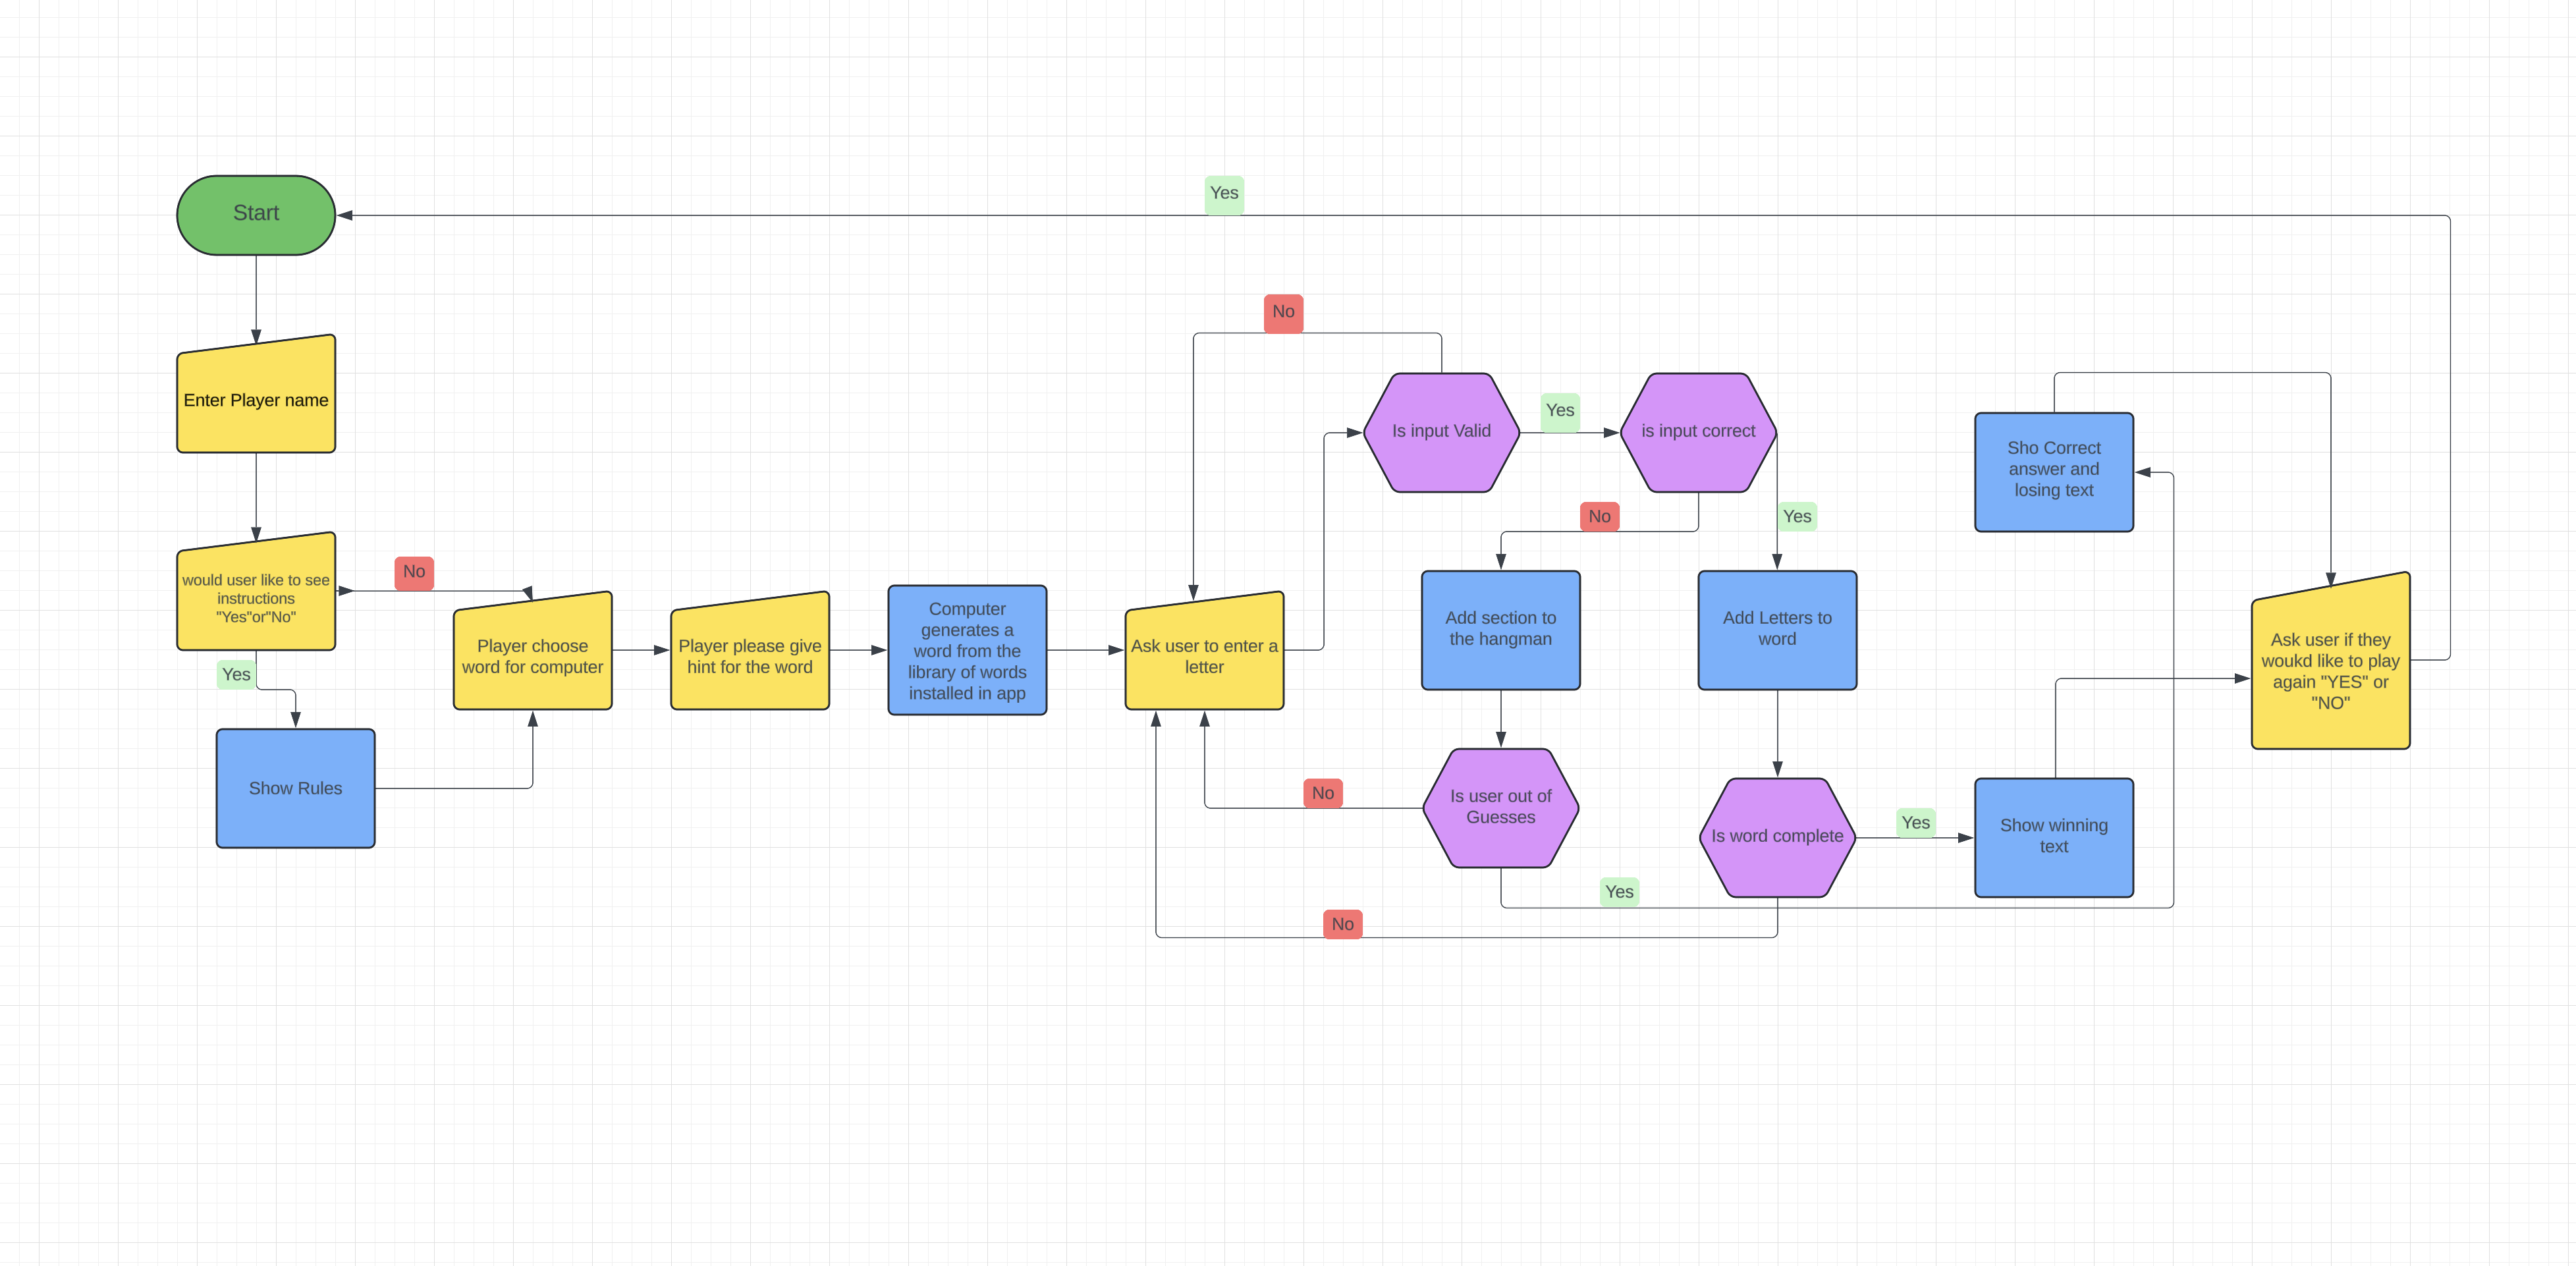 Start
Yes
Enter Player name
would user like to see
instructions
"Yes"or"No"
No
Yes
Show Rules
Player choose
word for computer
Player please give
hint for the word
Computer
generates a
word from the
library of words
installed in app
Ask user to enter a
letter
No
Is input Valid
Yes
is input correct
No
Yes
Add section to
the hangman
Add Letters to
word
Is user out of
Guesses
No
Yes
Is word complete
No
Yes
Show winning
text
Sho Correct
answer and
losing text
Ask user if they
woukd like to play
again "YES" or
"NO"